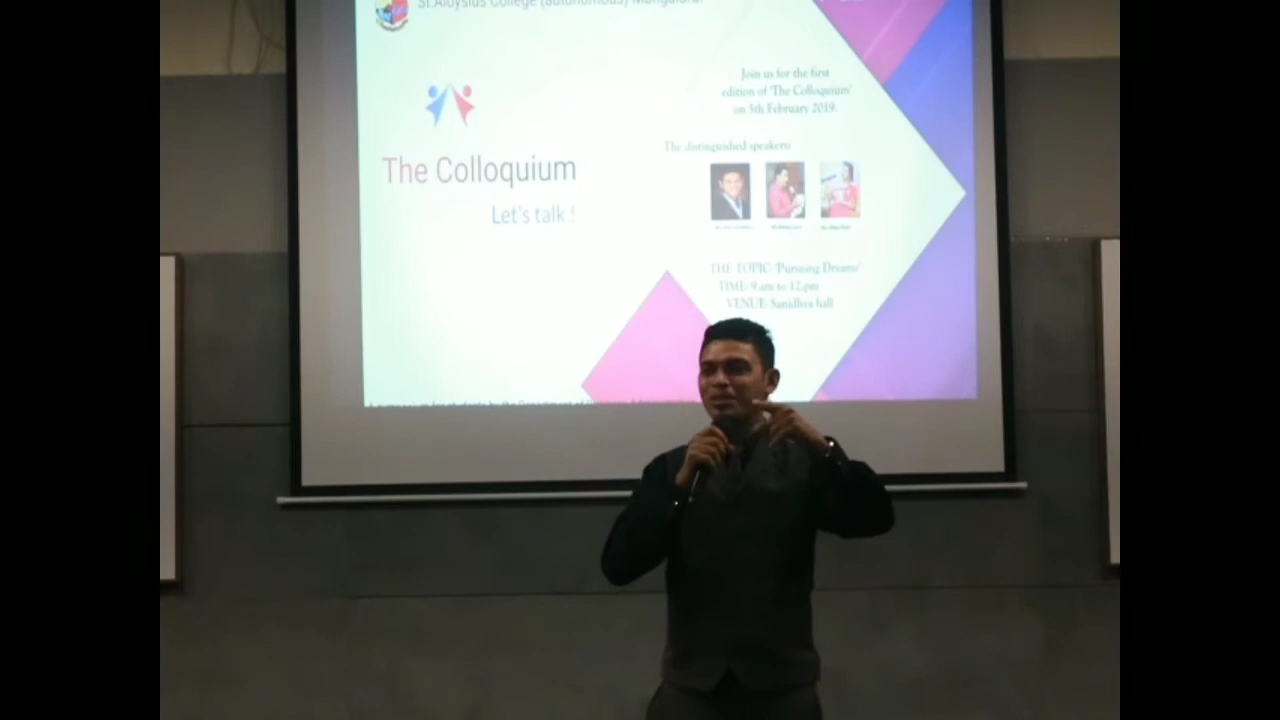 St.Aloysius College (autonomous) Mangaluru.
Join us for the first
edition of 'The Colloquium'
on 5th February 2019.
The distinguished speakers:
The Colloquium
Let's talk !
THE TOPIC- 'Pursuing Dreams'
TIME- 9.am to 12.pm
VENUE- Sanidhya hall